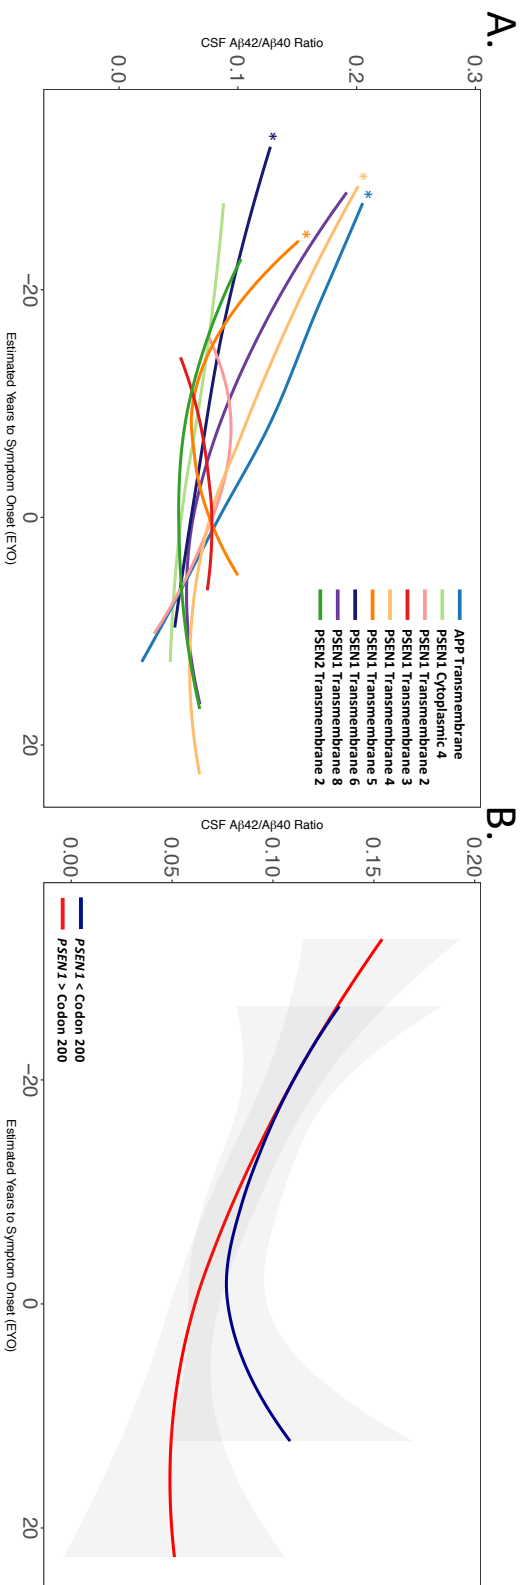 A.
CSF Aβ42/Aβ40 Ratio
0.3
0.2
0.1
0.0
*
*
*
*
APP Transmembrane
PSEN1 Cytoplasmic 4
PSEN1 Transmembrane 2
PSEN1 Transmembrane 3
PSEN1 Transmembrane 4
PSEN1 Transmembrane 5
PSEN1 Transmembrane 6
PSEN1 Transmembrane 8
PSEN2 Transmembrane 2
-20
0
20
Estimated Years to Symptom Onset (EYO)
B.
CSF Aβ42/Aβ40 Ratio
0.20
0.15
0.10
0.05
0.00
PSEN1 < Codon 200
PSEN1 > Codon 200
-20
0
20
Estimated Years to Symptom Onset (EYO)